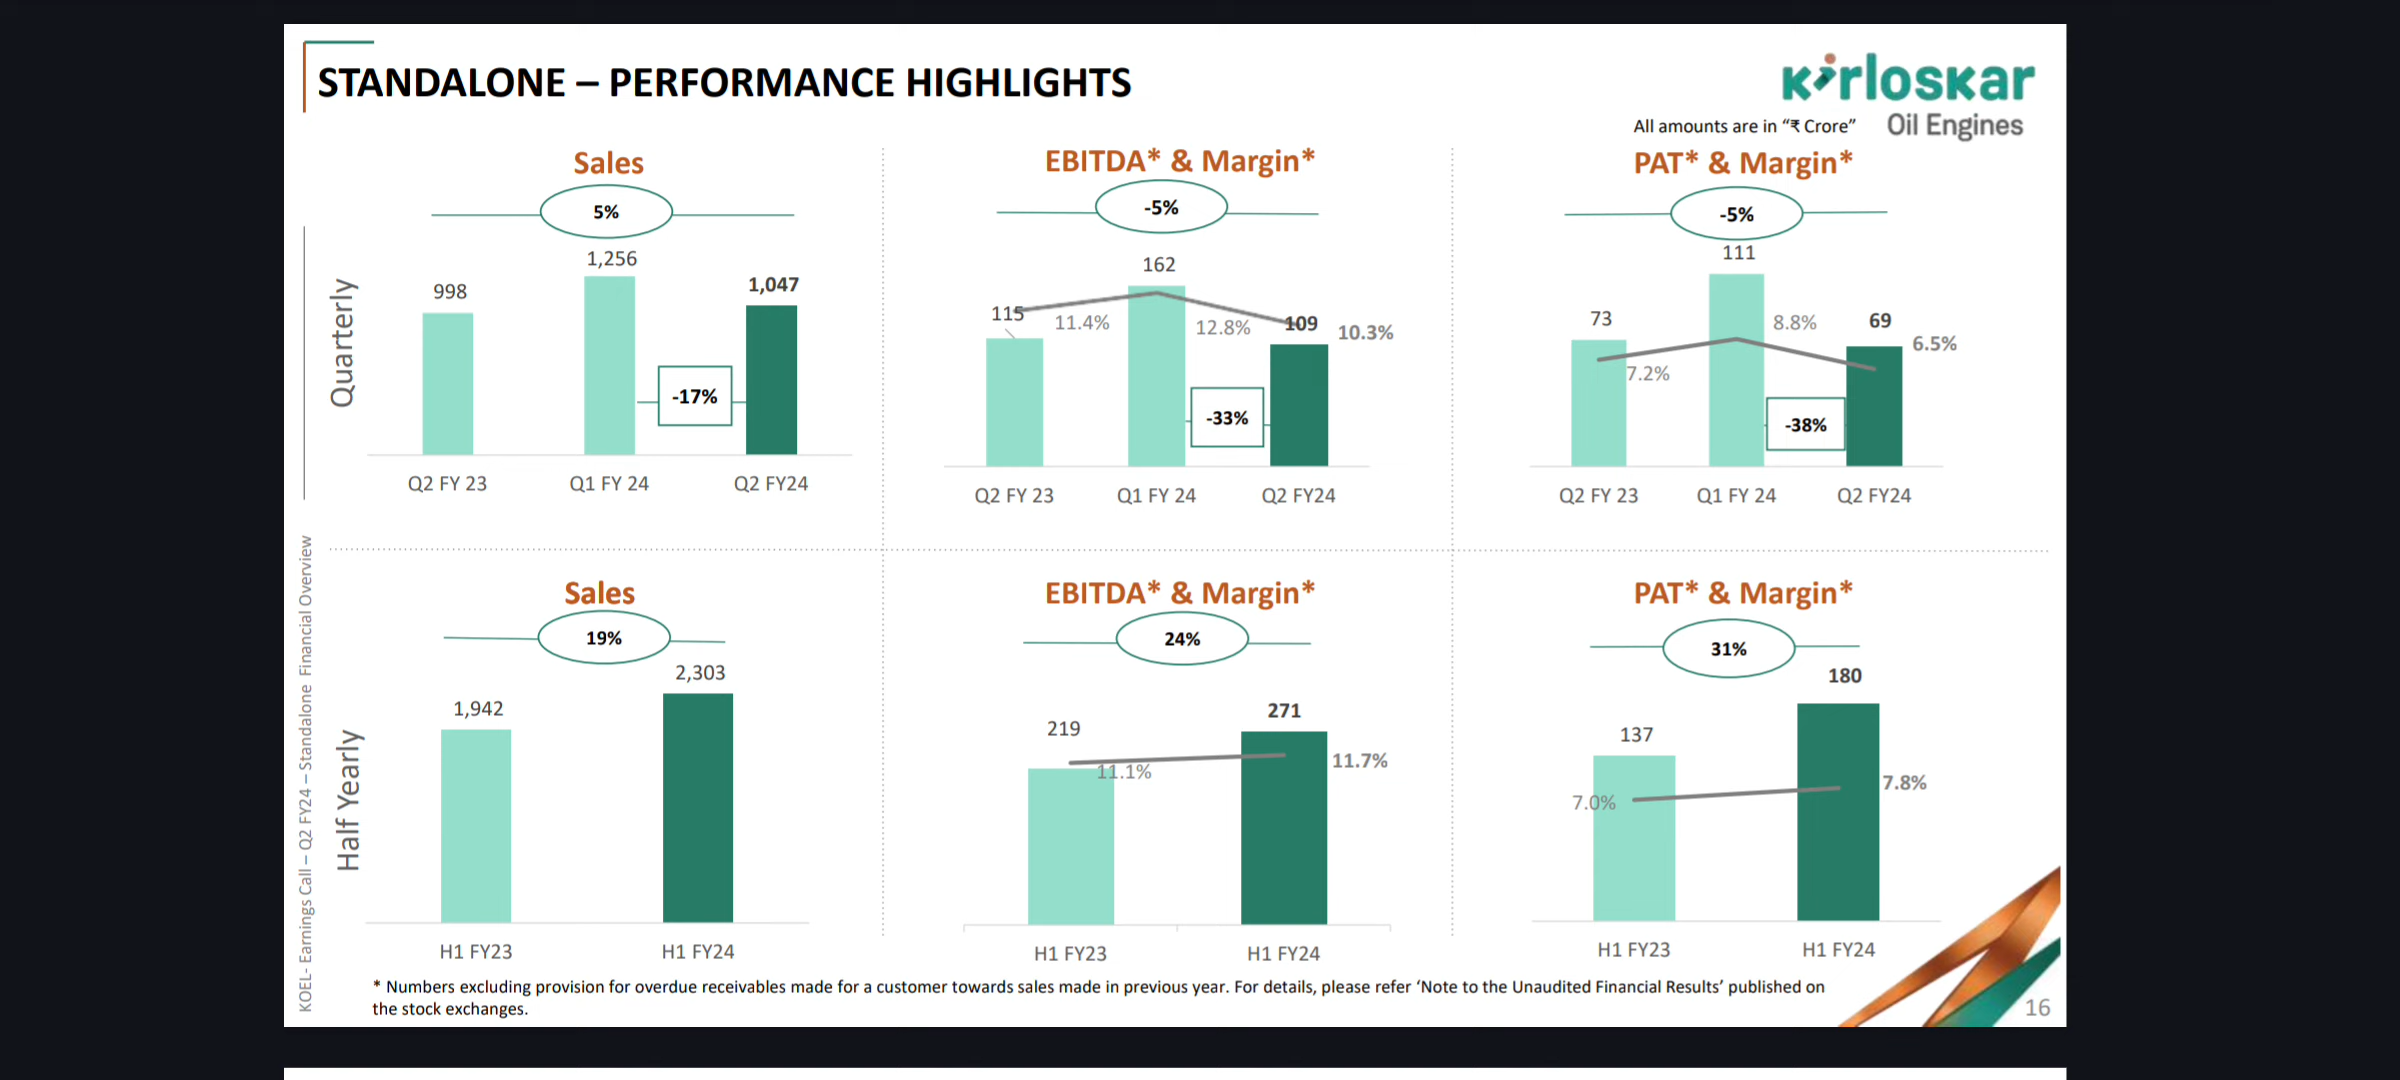 STANDALONE – PERFORMANCE HIGHLIGHTS
Kirloskar
Oil Engines
All amounts are in “₹ Crore”
Quarterly
Sales
5%
998
1,256
1,047
-17%
Q2 FY 23
Q1 FY 24
Q2 FY24
EBITDA* & Margin*
-5%
115
162
109
11.4%
12.8%
10.3%
-33%
Q2 FY 23
Q1 FY 24
Q2 FY24
PAT* & Margin*
-5%
73
111
69
7.2%
8.8%
6.5%
-38%
Q2 FY 23
Q1 FY 24
Q2 FY24
KOEL- Earnings Call – Q2 FY24 – Standalone Financial Overview
Half Yearly
Sales
19%
1,942
2,303
H1 FY23
H1 FY24
EBITDA* & Margin*
24%
219
271
11.1%
11.7%
H1 FY23
H1 FY24
PAT* & Margin*
31%
137
180
7.0%
7.8%
H1 FY23
H1 FY24
* Numbers excluding provision for overdue receivables made for a customer towards sales made in previous year. For details, please refer ‘Note to the Unaudited Financial Results’ published on
the stock exchanges.
16